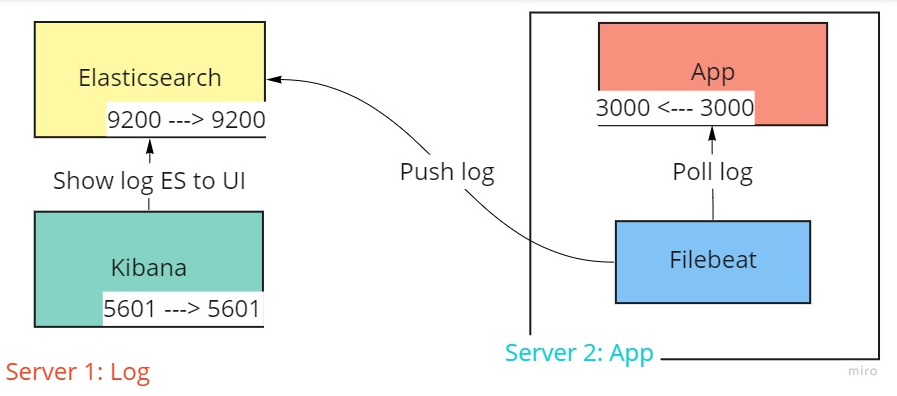 Elasticsearch
9200 ---> 9200
Show log ES to UI
Kibana
5601 ---> 5601
Server 1: Log
Push log
App
3000 <--- 3000
Poll log
Filebeat
Server 2: App
miro